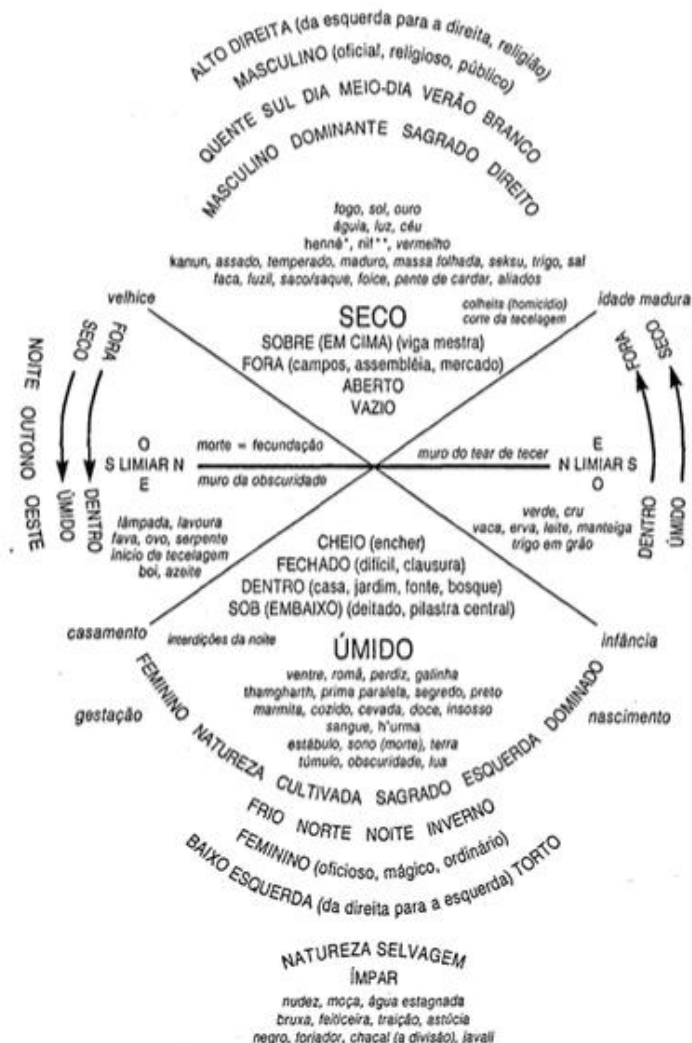 ALTO DIREITA (da esquerda para a direita, religião)
MASCULINO (oficial, religioso, público)
QUENTE SUL DIA MEIO-DIA VERÃO BRANCO
MASCULINO DOMINANTE SAGRADO DIREITO
fogo, sol, ouro
águia, luz, céu
hennê*, nif**, vermelho
kanun, assado, temperado, maduro, massa folhada, seksu, trigo, sal
faca, fuzil, saco/saque, foice, pente de cardar, aliados
velhice
colheita (homicídio)
corte da tecelagem
idade madura
SECO
SOBRE (EM CIMA) (viga mestra)
FORA (campos, assembléia, mercado)
ABERTO
VAZIO
NOITE OUTONO OESTE
SECO
ÚMIDO
FORA
DENTRO
FORA
DENTRO
SECO
ÚMIDO
O
S LIMIAR N
E
morte = fecundação
muro da obscuridade
muro do tear de tecer
E
N LIMIAR S
O
lâmpada, lavoura
fava, ovo, serpente
início de tecelagem
boi, azeite
verde, cru
vaca, erva, leite, manteiga
trigo em grão
CHEIO (encher)
FECHADO (difícil, clausura)
DENTRO (casa, jardim, fonte, bosque)
SOB (EMBAIXO) (deitado, pilastra central)
casamento
interdições da noite
infância
ÚMIDO
ventre, romã, perdiz, galinha
thamgharth, prima paralela, segredo, preto
marmita, cozido, cevada, doce, insosso
sangue, h'urma
estábulo, sono (morte), terra
túmulo, obscuridade, lua
gestação
nascimento
FEMININO NATUREZA CULTIVADA SAGRADO ESQUERDA DOMINADO
FRIO NORTE NOITE INVERNO
FEMININO (oficioso, mágico, ordinário)
BAIXO ESQUERDA (da direita para a esquerda) TORTO
NATUREZA SELVAGEM
ÍMPAR
nudez, moça, água estagnada
bruxa, feiticeira, traição, astúcia
negro, forjador, chacal (a divisão), javali